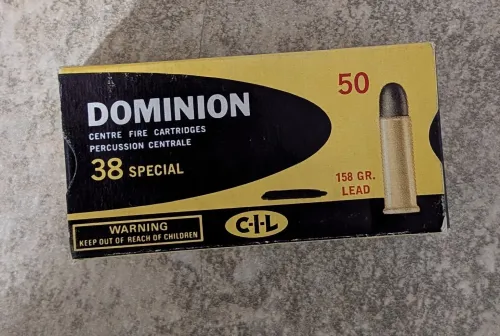 DOMINION
CENTRE FIRE CARTRIDGES
PERCUSSION CENTRALE
38 SPECIAL
50
158 GR.
LEAD
WARNING
KEEP OUT OF REACH OF CHILDREN
C-I-L